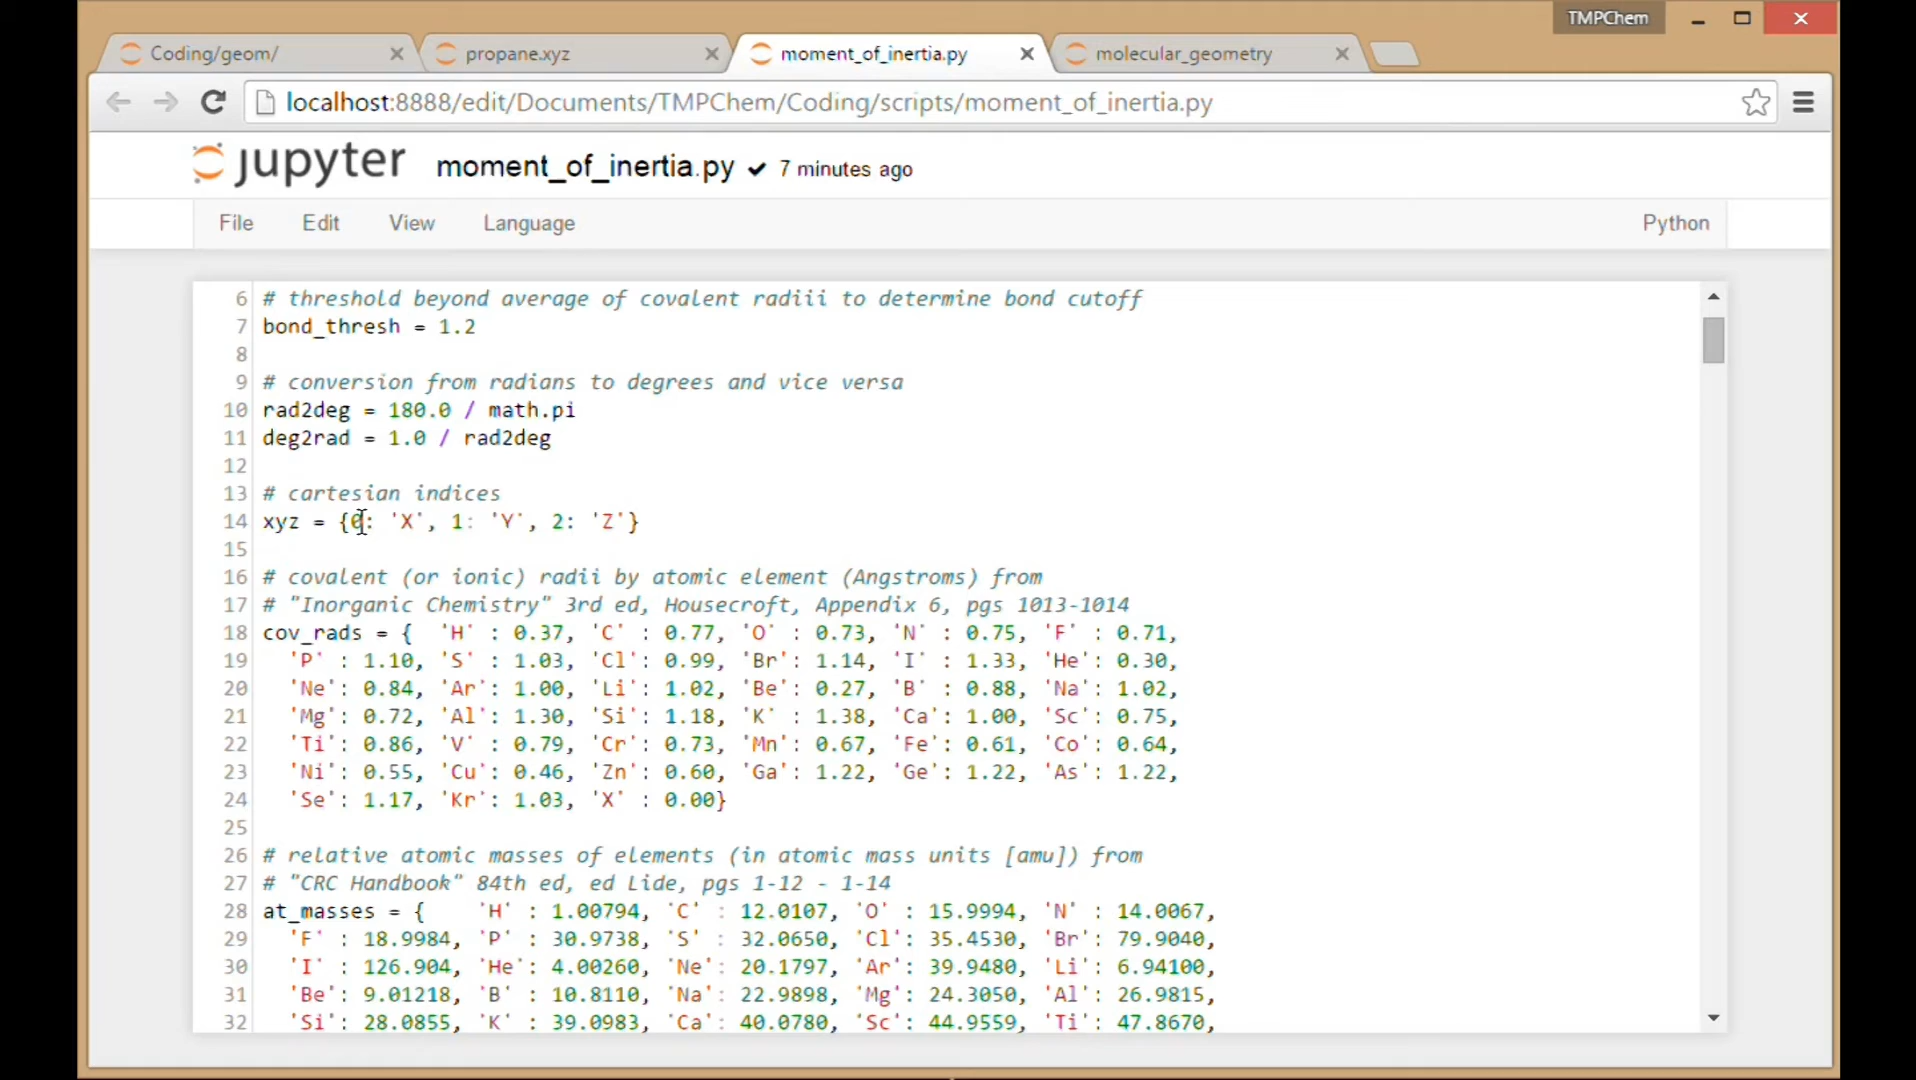 TMPChem
Coding/geom/
propane.xyz
moment_of_inertia.py
molecular_geometry
localhost:8888/edit/Documents/TMPChem/Coding/scripts/moment_of_inertia.py
jupyter moment_of_inertia.py ✔ 7 minutes ago
File Edit View Language Python
6 # threshold beyond average of covalent radiii to determine bond cutoff
7 bond_thresh = 1.2
8
9 # conversion from radians to degrees and vice versa
10 rad2deg = 180.0 / math.pi
11 deg2rad = 1.0 / rad2deg
12
13 # cartesian indices
14 xyz = {0: 'X', 1: 'Y', 2: 'Z'}
15
16 # covalent (or ionic) radii by atomic element (Angstroms) from
17 # "Inorganic Chemistry" 3rd ed, Housecroft, Appendix 6, pgs 1013-1014
18 cov_rads = {  'H' : 0.37, 'C' : 0.77, 'O' : 0.73, 'N' : 0.75, 'F' : 0.71,
19   'P' : 1.10, 'S' : 1.03, 'Cl': 0.99, 'Br': 1.14, 'I' : 1.33, 'He': 0.30,
20   'Ne': 0.84, 'Ar': 1.00, 'Li': 1.02, 'Be': 0.27, 'B' : 0.88, 'Na': 1.02,
21   'Mg': 0.72, 'Al': 1.30, 'Si': 1.18, 'K' : 1.38, 'Ca': 1.00, 'Sc': 0.75,
22   'Ti': 0.86, 'V' : 0.79, 'Cr': 0.73, 'Mn': 0.67, 'Fe': 0.61, 'Co': 0.64,
23   'Ni': 0.55, 'Cu': 0.46, 'Zn': 0.60, 'Ga': 1.22, 'Ge': 1.22, 'As': 1.22,
24   'Se': 1.17, 'Kr': 1.03, 'X' : 0.00}
25
26 # relative atomic masses of elements (in atomic mass units [amu]) from
27 # "CRC Handbook" 84th ed, ed Lide, pgs 1-12 - 1-14
28 at_masses = {    'H' : 1.00794, 'C' : 12.0107, 'O' : 15.9994, 'N' : 14.0067,
29   'F' : 18.9984, 'P' : 30.9738, 'S' : 32.0650, 'Cl': 35.4530, 'Br': 79.9040,
30   'I' : 126.904, 'He': 4.00260, 'Ne': 20.1797, 'Ar': 39.9480, 'Li': 6.94100,
31   'Be': 9.01218, 'B' : 10.8110, 'Na': 22.9898, 'Mg': 24.3050, 'Al': 26.9815,
32   'Si': 28.0855, 'K' : 39.0983, 'Ca': 40.0780, 'Sc': 44.9559, 'Ti': 47.8670,